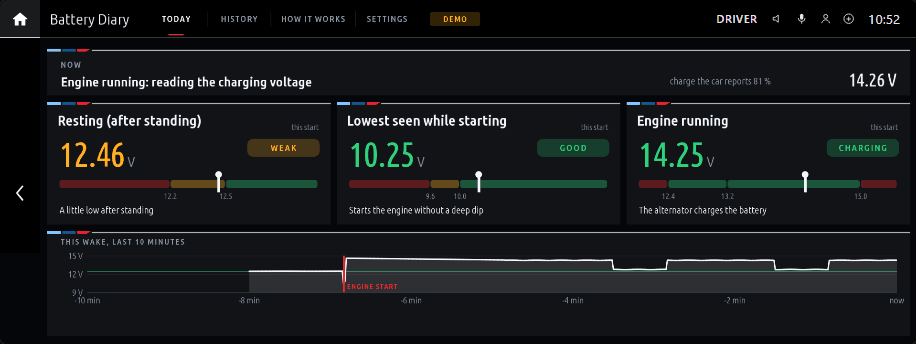 Battery Diary
TODAY
HISTORY
HOW IT WORKS
SETTINGS
DEMO
DRIVER
10:52
NOW
Engine running: reading the charging voltage
charge the car reports 81 %
14.26 V
Resting (after standing)
this start
12.46 V
WEAK
12.2
12.5
A little low after standing
Lowest seen while starting
this start
10.25 V
GOOD
9.6
10.0
Starts the engine without a deep dip
Engine running
this start
14.25 V
CHARGING
12.4
13.2
15.0
The alternator charges the battery
THIS WAKE, LAST 10 MINUTES
15 V
12 V
9 V
ENGINE START
-10 min
-8 min
-6 min
-4 min
-2 min
now